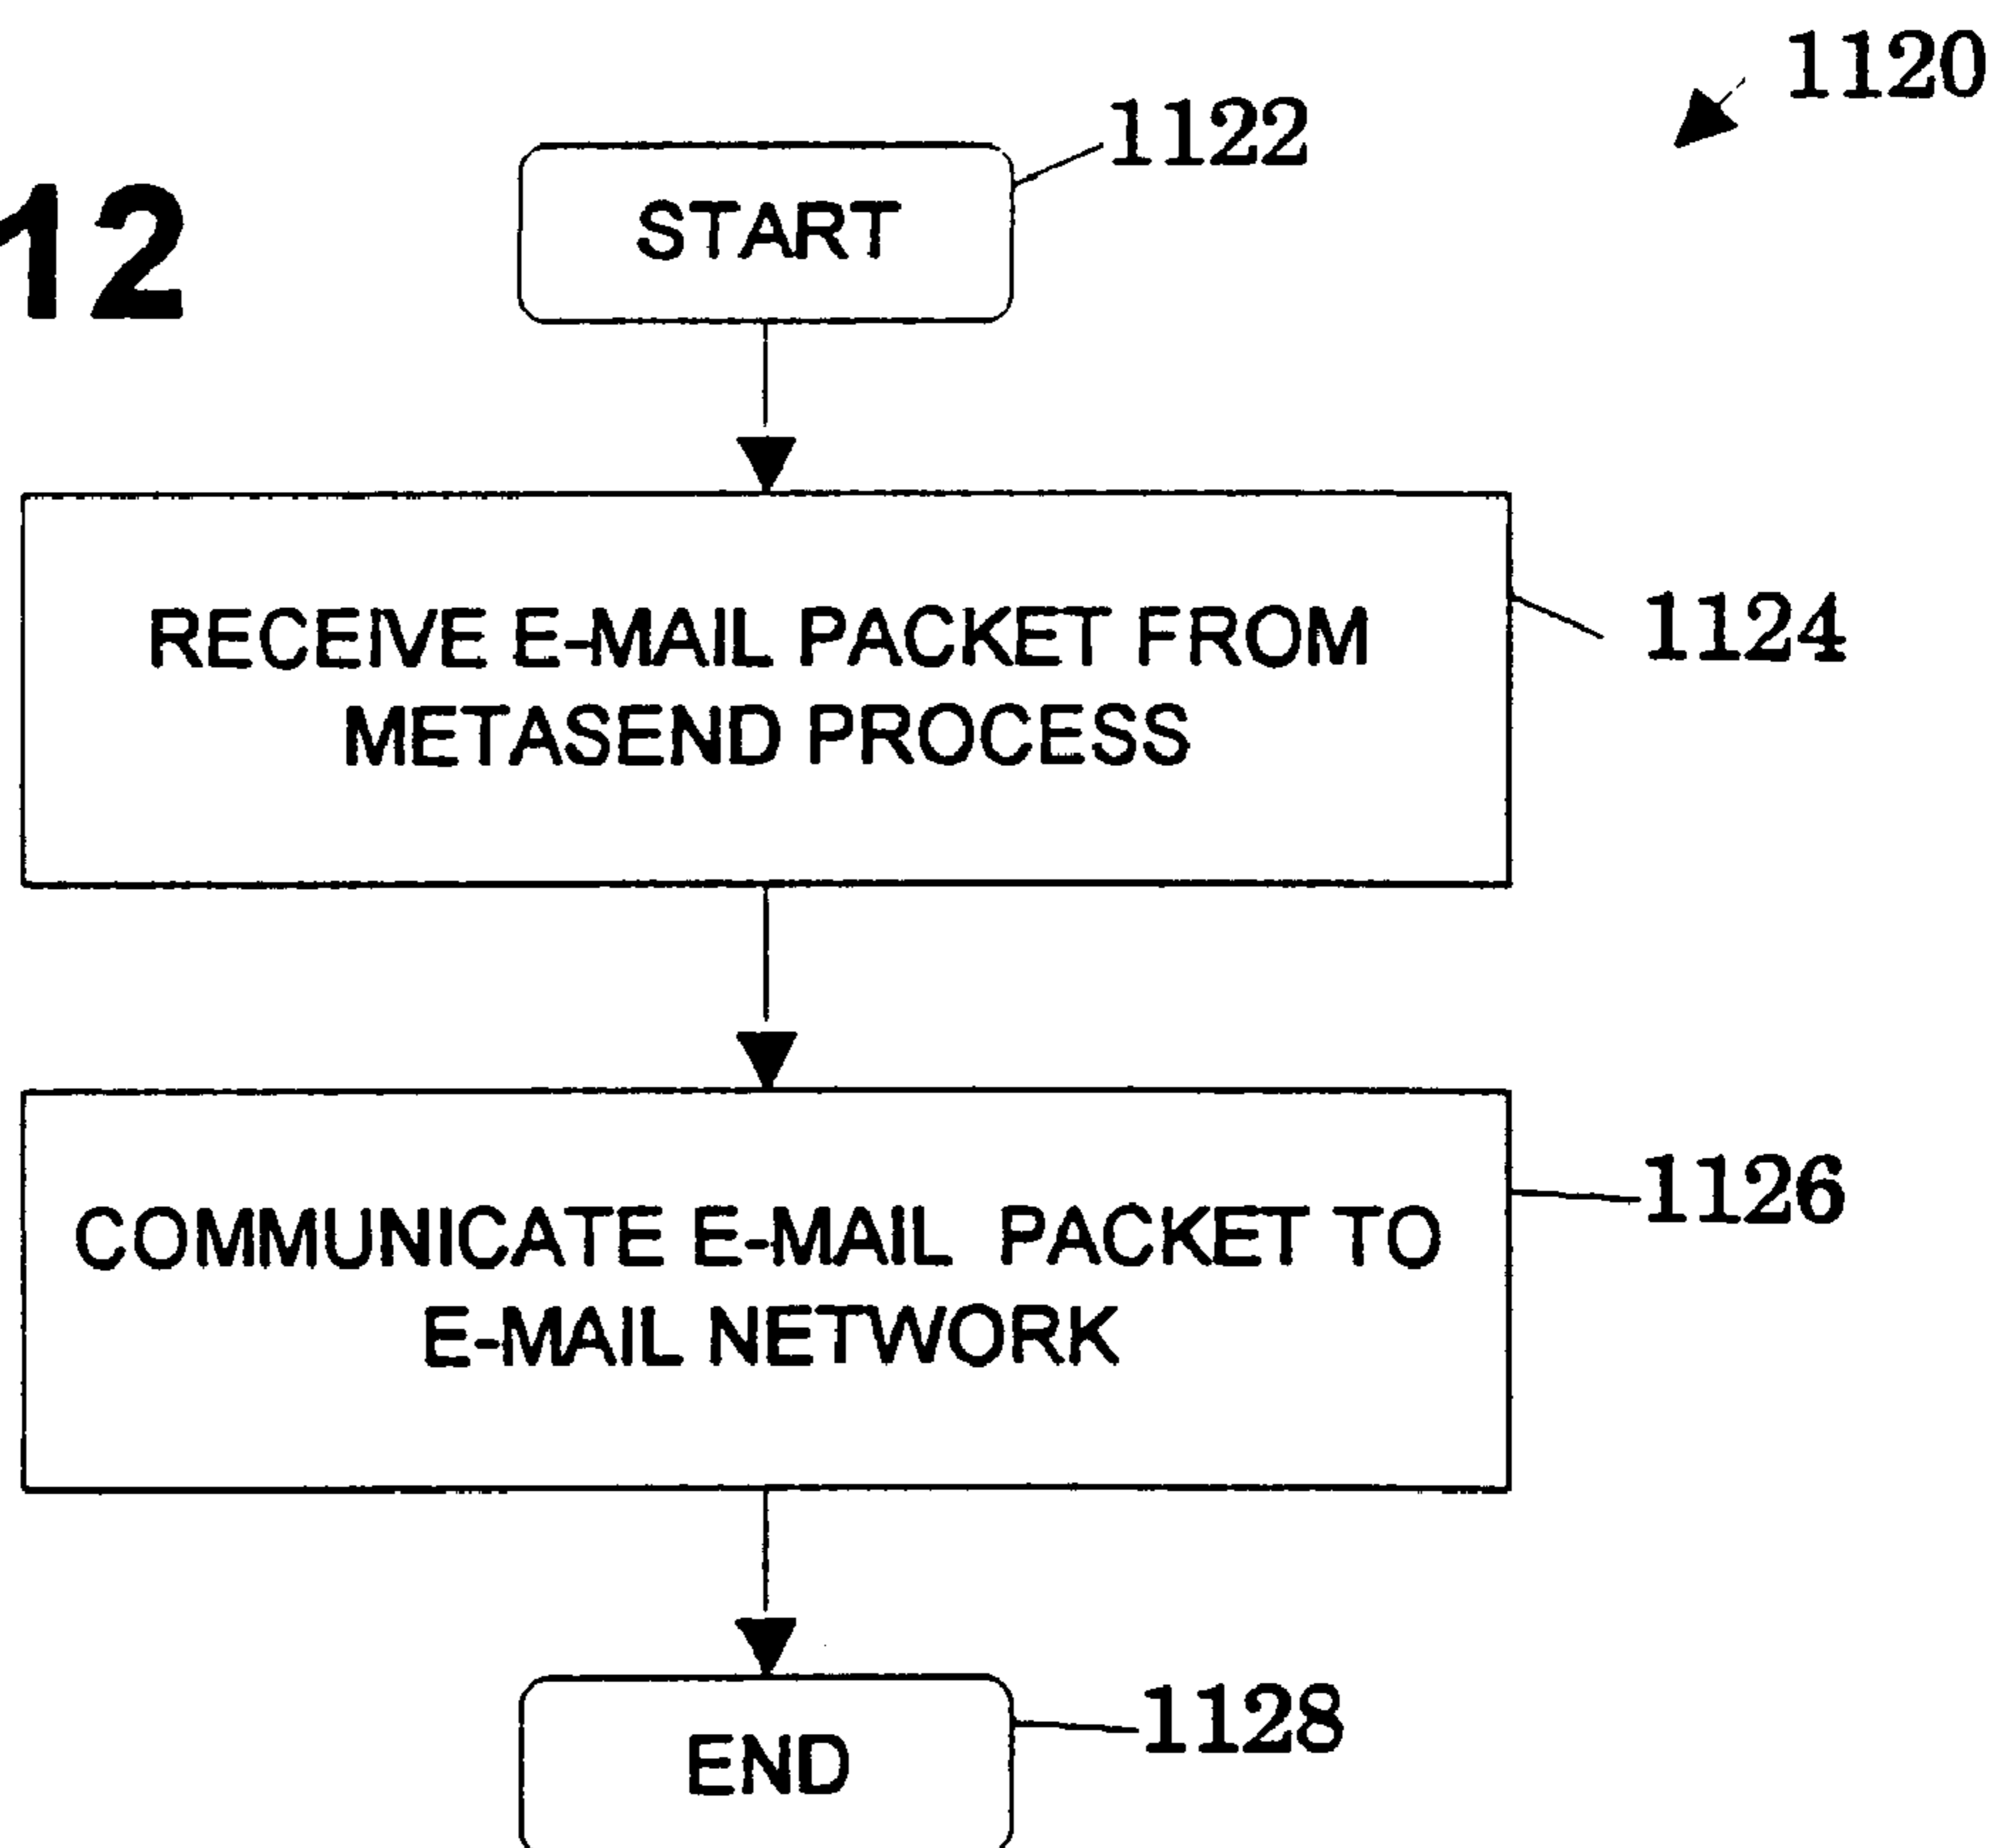 1120
1122
12
START
RECEIVE E-MAIL PACKET FROM
METASEND PROCESS
1124
COMMUNICATE E-MAIL PACKET TO
E-MAIL NETWORK
1126
END
1128